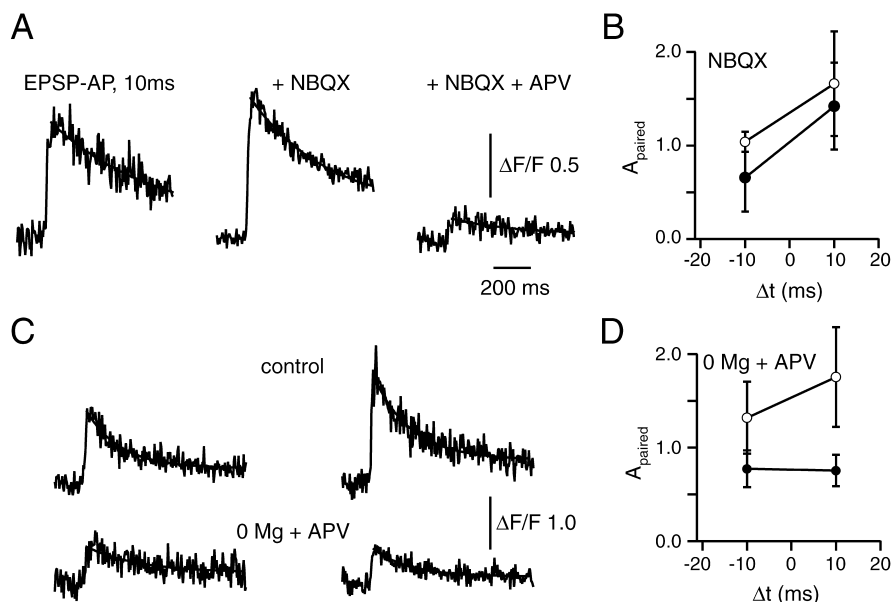 A
EPSP-AP, 10ms
+ NBQX
+ NBQX + APV
ΔF/F 0.5
200 ms
B
NBQX
2.0
1.0
0.0
A paired
-20 -10 0 10 20
Δt (ms)
C
control
0 Mg + APV
ΔF/F 1.0
D
0 Mg + APV
2.0
1.0
0.0
A paired
-20 -10 0 10 20
Δt (ms)